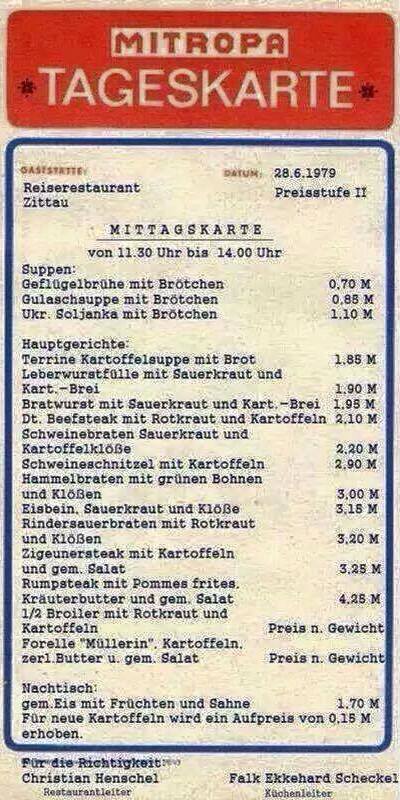 MITROPA
* TAGESKARTE *
GASTSTÄTTE:
DATUM: 28.6.1979
Reiserestaurant
Zittau
Preisstufe II
MITTAGSKARTE
von 11.30 Uhr bis 14.00 Uhr
Suppen:
Geflügelbrühe mit Brötchen 0,70 M
Gulaschsuppe mit Brötchen 0,85 M
Ukr. Soljanka mit Brötchen 1,10 M
Hauptgerichte:
Terrine Kartoffelsuppe mit Brot 1,85 M
Leberwurstfülle mit Sauerkraut und
Kart.-Brei 1,90 M
Bratwurst mit Sauerkraut und Kart.-Brei 1,95 M
Dt. Beefsteak mit Rotkraut und Kartoffeln 2,10 M
Schweinebraten Sauerkraut und
Kartoffelklöße 2,20 M
Schweineschnitzel mit Kartoffeln 2,90 M
Hammelbraten mit grünen Bohnen
und Klößen 3,00 M
Eisbein, Sauerkraut und Klöße 3,15 M
Rindersauerbraten mit Rotkraut
und Klößen 3,20 M
Zigeunersteak mit Kartoffeln
und gem. Salat 3,25 M
Rumpsteak mit Pommes frites,
Kräuterbutter und gem. Salat 4,25 M
1/2 Broiler mit Rotkraut und
Kartoffeln Preis n. Gewicht
Forelle "Müllerin", Kartoffeln,
zerl.Butter u. gem. Salat Preis n. Gewicht
Nachtisch:
gem.Eis mit Früchten und Sahne 1,70 M
Für neue Kartoffeln wird ein Aufpreis von 0,15 M
erhoben.
Für die Richtigkeit:
Christian Henschel
Falk Ekkehard Scheckel
Restaurantleiter
Küchenleiter